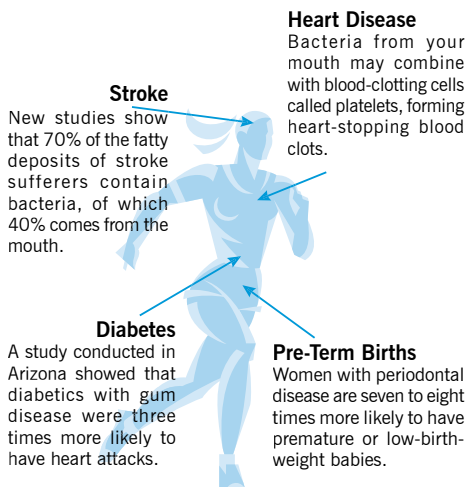 Heart Disease
Bacteria from your
mouth may combine
with blood-clotting cells
called platelets, forming
heart-stopping blood
clots.
Stroke
New studies show
that 70% of the fatty
deposits of stroke
sufferers contain
bacteria, of which
40% comes from the
mouth.
Diabetes
A study conducted in
Arizona showed that
diabetics with gum
disease were three
times more likely to
have heart attacks.
Pre-Term Births
Women with periodontal
disease are seven to eight
times more likely to have
premature or low-birth-
weight babies.